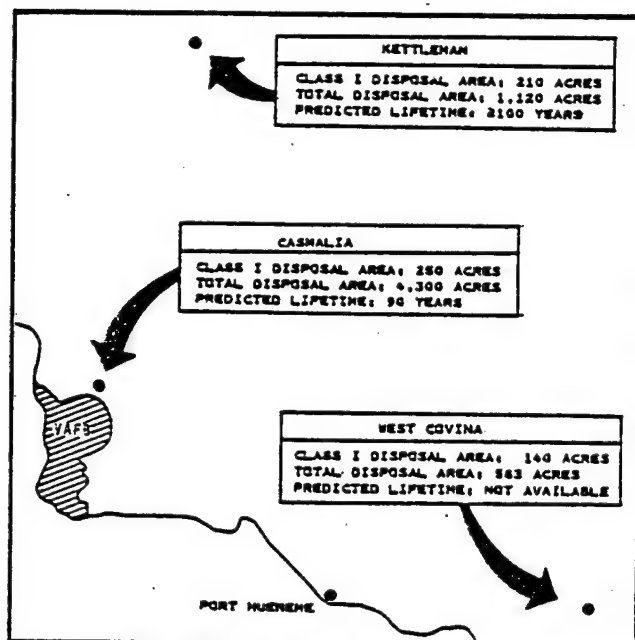 KETTLEMAN
CLASS I DISPOSAL AREA: 210 ACRES
TOTAL DISPOSAL AREA: 1,120 ACRES
PREDICTED LIFETIME: 2100 YEARS
CASMALIA
CLASS I DISPOSAL AREA: 250 ACRES
TOTAL DISPOSAL AREA: 4,300 ACRES
PREDICTED LIFETIME: 90 YEARS
VAFB
WEST COVINA
CLASS I DISPOSAL AREA: 140 ACRES
TOTAL DISPOSAL AREA: 583 ACRES
PREDICTED LIFETIME: NOT AVAILABLE
PORT HUENEME